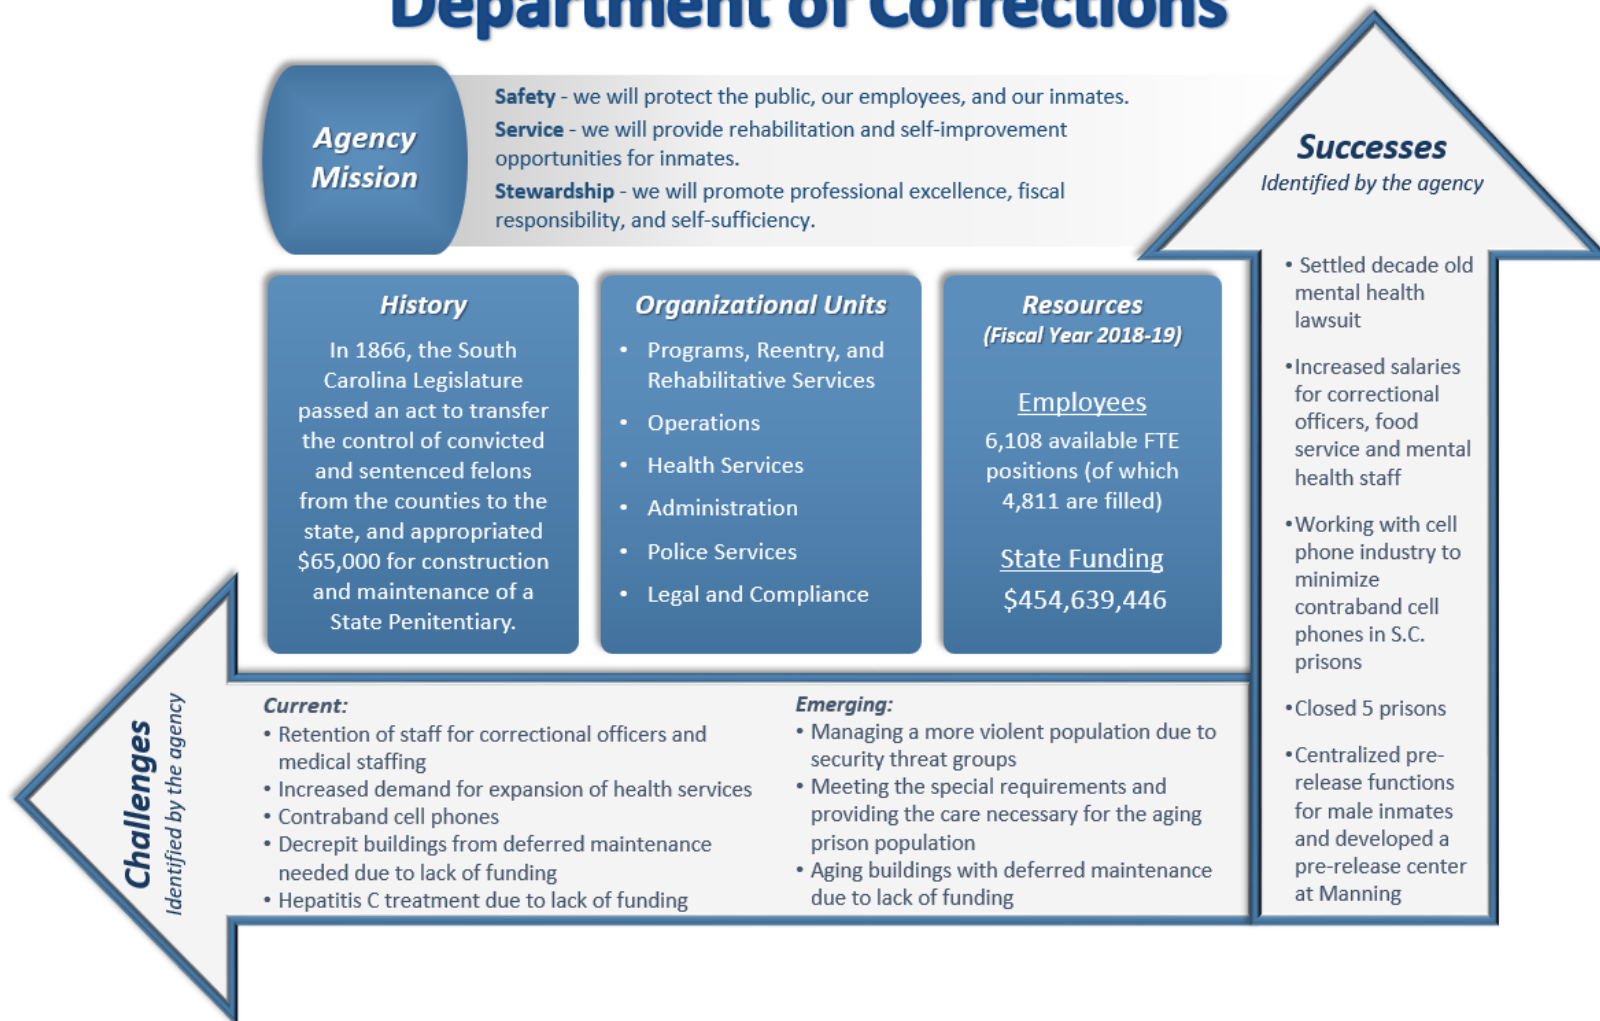 Department of Corrections
Agency
Mission
Safety - we will protect the public, our employees, and our inmates.
Service - we will provide rehabilitation and self-improvement
opportunities for inmates.
Stewardship - we will promote professional excellence, fiscal
responsibility, and self-sufficiency.
History
In 1866, the South
Carolina Legislature
passed an act to transfer
the control of convicted
and sentenced felons
from the counties to the
state, and appropriated
$65,000 for construction
and maintenance of a
State Penitentiary.
Organizational Units
• Programs, Reentry, and
Rehabilitative Services
• Operations
• Health Services
• Administration
• Police Services
• Legal and Compliance
Resources
(Fiscal Year 2018-19)
Employees
6,108 available FTE
positions (of which
4,811 are filled)
State Funding
$454,639,446
Successes
Identified by the agency
• Settled decade old
mental health
lawsuit
•Increased salaries
for correctional
officers, food
service and mental
health staff
•Working with cell
phone industry to
minimize
contraband cell
phones in S.C.
prisons
•Closed 5 prisons
•Centralized pre-
release functions
for male inmates
and developed a
pre-release center
at Manning
Challenges
Identified by the agency
Current:
• Retention of staff for correctional officers and
medical staffing
• Increased demand for expansion of health services
• Contraband cell phones
• Decrepit buildings from deferred maintenance
needed due to lack of funding
• Hepatitis C treatment due to lack of funding
Emerging:
• Managing a more violent population due to
security threat groups
• Meeting the special requirements and
providing the care necessary for the aging
prison population
• Aging buildings with deferred maintenance
due to lack of funding